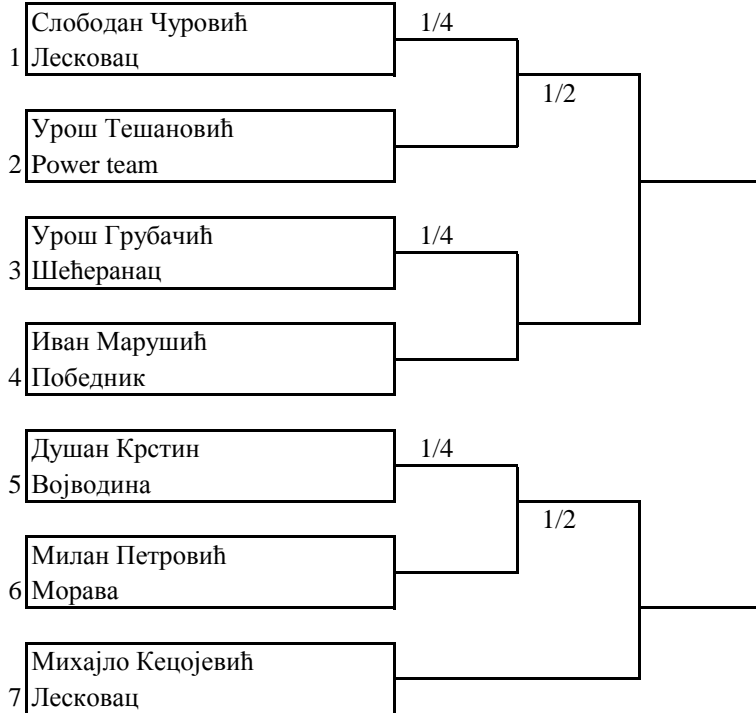 Слободан Чуровић
1/4
1 Лесковац
1/2
Урош Тешановић
2 Power team
Урош Грубачић
1/4
3 Шећеранац
Иван Марушић
4 Победник
Душан Крстин
1/4
5 Војводина
1/2
Милан Петровић
6 Морава
Михајло Кецојевић
7 Лесковац